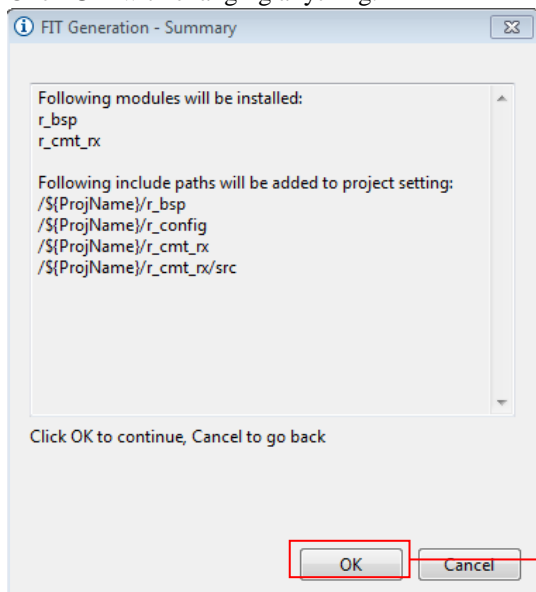 FIT Generation - Summary
Following modules will be installed:
r_bsp
r_cmt_rx
Following include paths will be added to project setting:
/${ProjName}/r_bsp
/${ProjName}/r_config
/${ProjName}/r_cmt_rx
/${ProjName}/r_cmt_rx/src
Click OK to continue, Cancel to go back
OK Cancel